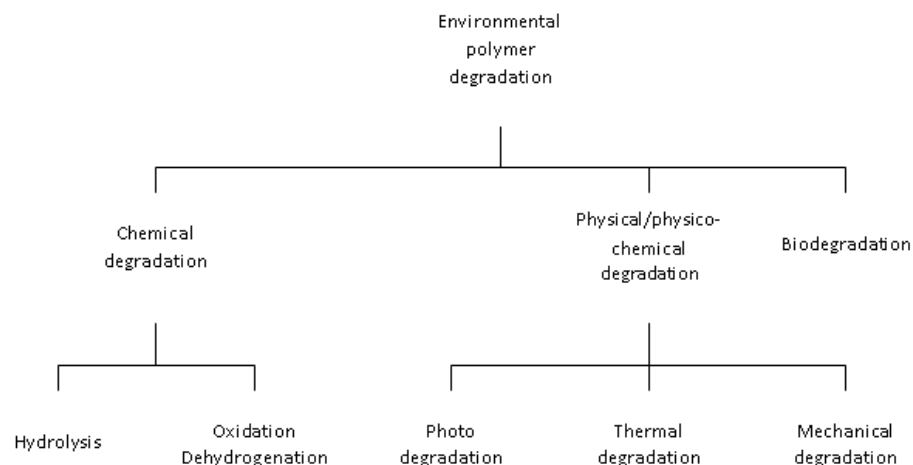 Environmental
polymer
degradation
Chemical
degradation
Physical/physico-
chemical
degradation
Biodegradation
Hydrolysis
Oxidation
Dehydrogenation
Photo
degradation
Thermal
degradation
Mechanical
degradation